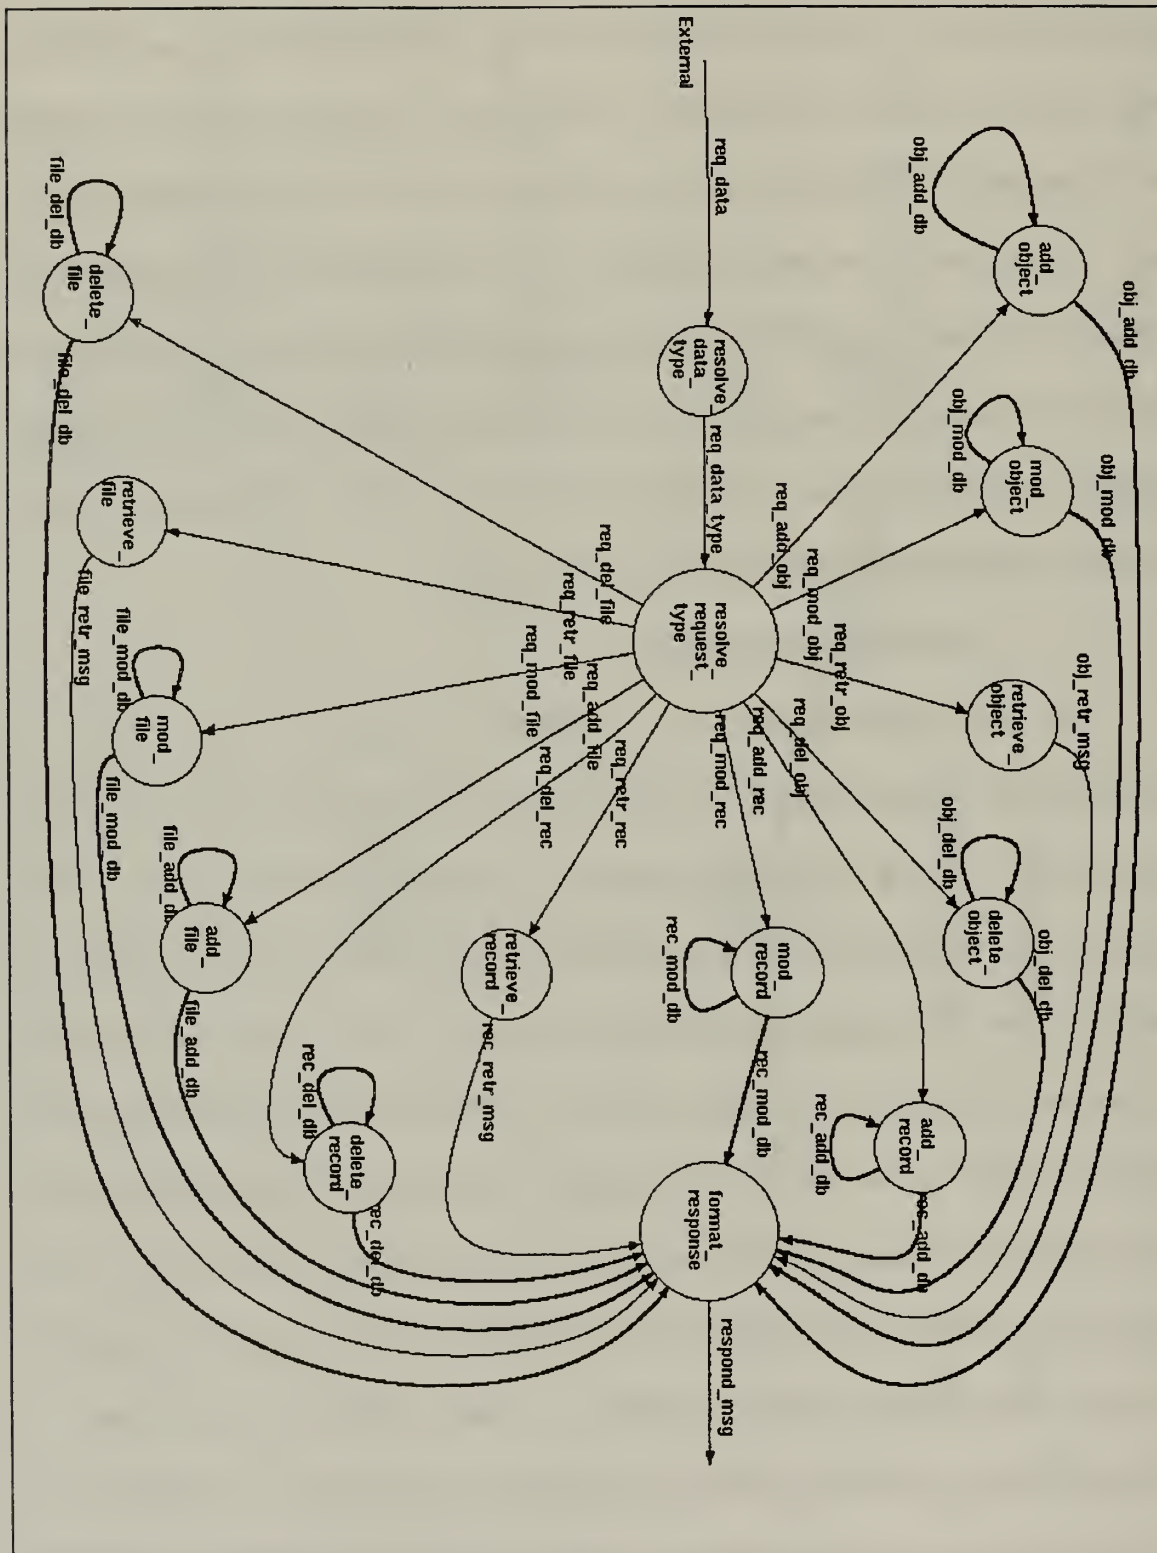 External
req_data
resolve_
data_
type
req_data_type
resolve_
request_
type
obj_add_db
add_
object
obj_add_db
req_add_obj
obj_mod_db
mod_
object
obj_mod_db
req_mod_obj
retrieve_
object
obj_retr_msg
req_retr_obj
obj_del_db
delete_
object
obj_del_db
req_del_obj
add_
record
rec_add_db
rec_add_db
req_add_rec
mod_
record
rec_mod_db
rec_mod_db
req_mod_rec
retrieve_
record
rec_retr_msg
req_retr_rec
delete_
record
rec_del_db
rec_del_db
req_del_rec
add_
file
file_add_db
file_add_db
req_add_file
mod_
file
file_mod_db
file_mod_db
req_mod_file
retrieve_
file
file_retr_msg
req_retr_file
delete_
file
file_del_db
file_del_db
req_del_file
format_
response
respond_msg